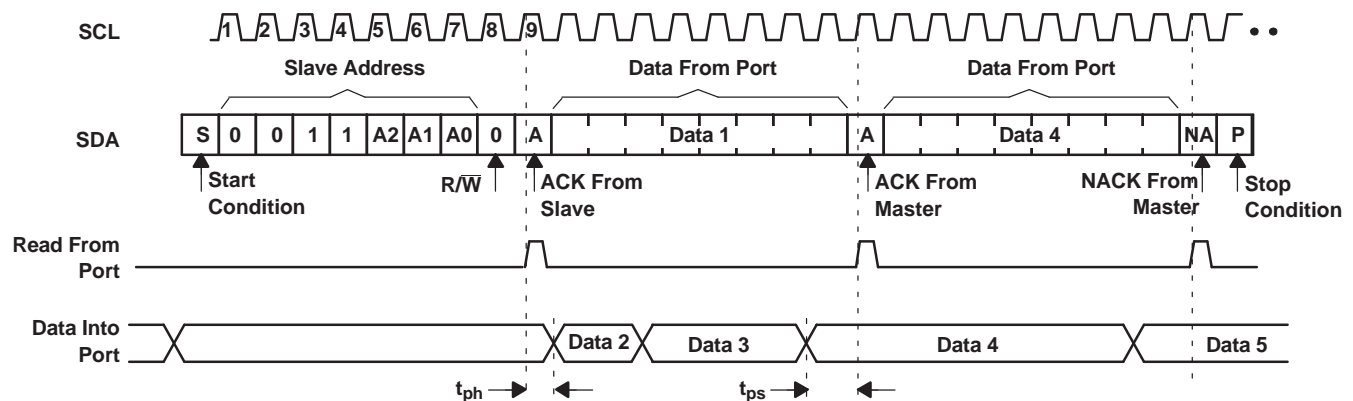 SCL 1 2 3 4 5 6 7 8 9
Slave Address Data From Port Data From Port
SDA S 0 0 1 1 A2 A1 A0 0 A Data 1 A Data 4 NA P
Start Condition
R/W̅
ACK From Slave
ACK From Master
NACK From Master
Stop Condition
Read From Port
Data Into Port
Data 2 Data 3 Data 4 Data 5
tph tps